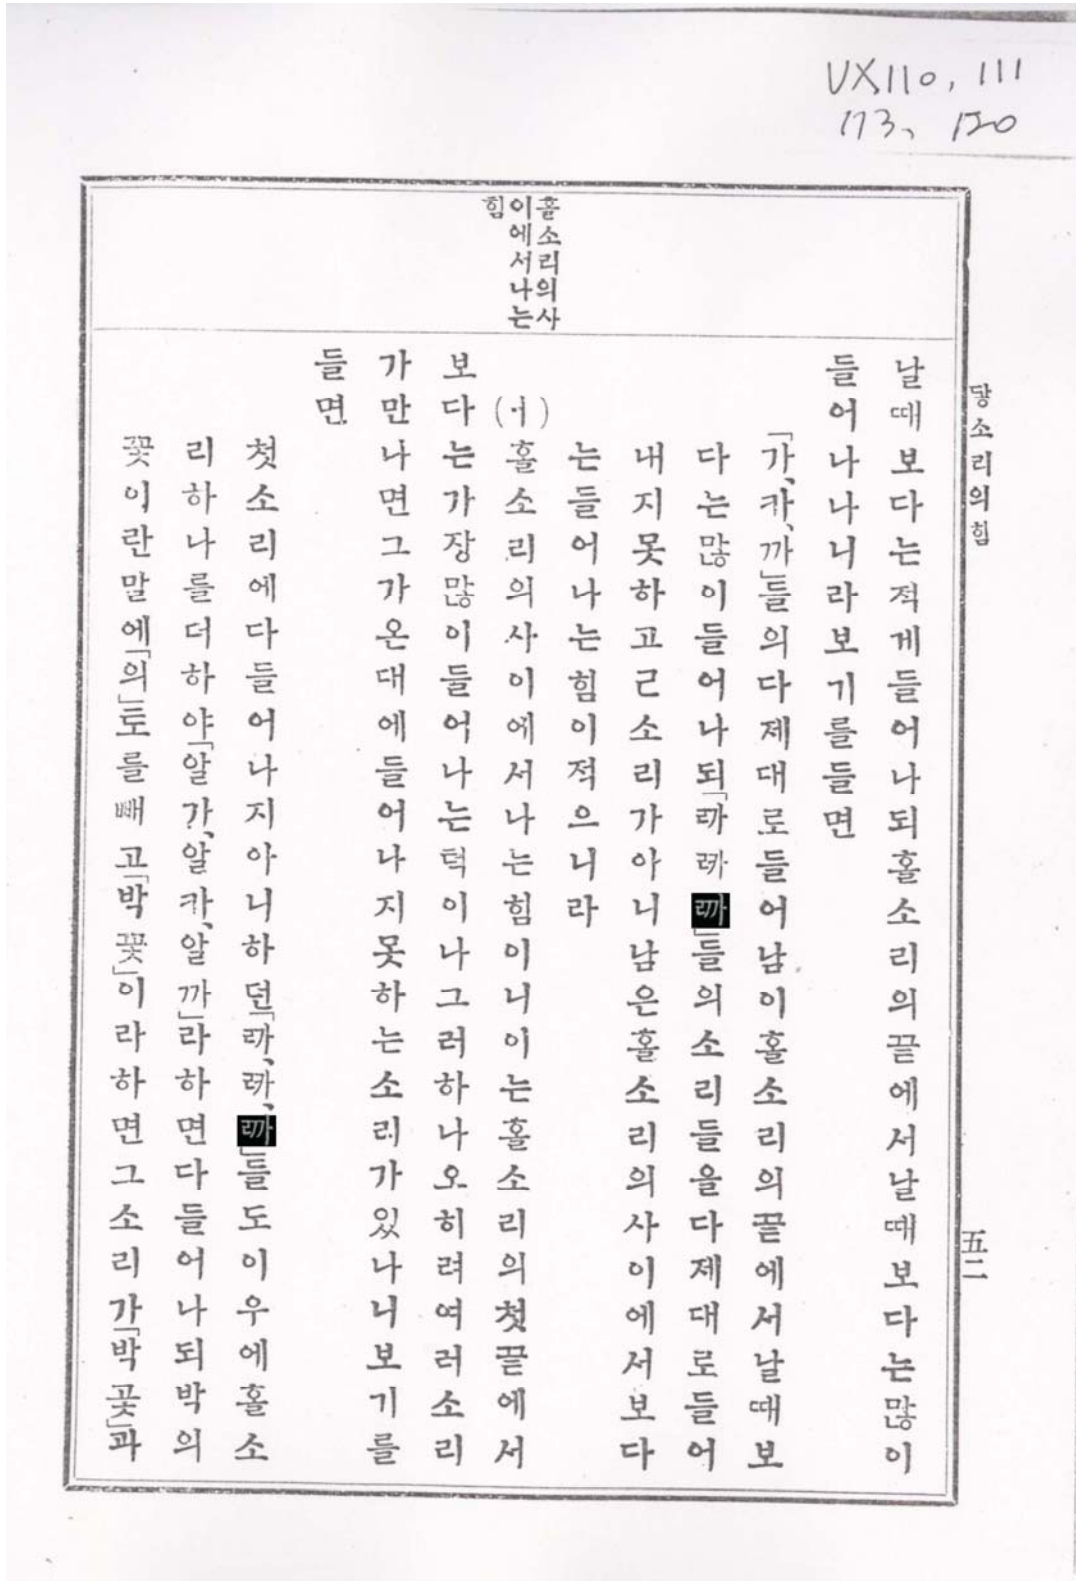 VX110, 111
113、120
닿소리의힘
五二
홀소리의사
이에서나는
힘
날때보다는적게들어나되홀소리의끝에서날때보다는많이
들어나나니라보기를들면
「가、카、까」들의다제대로들어남이홀소리의끝에서날때보
다는많이들어나되「ꥤᅡꥮᅡꥥᅡ」들의소리들을다제대로들어
내지못하고ㄹ소리가아니남은홀소리의사이에서보다
는들어나는힘이적으니라
(ㅓ)홀소리의사이에서나는힘이니이는홀소리의첫끝에서
보다는가장많이들어나는턱이나그러하나오히려여러소리
가만나면그가온대에들어나지못하는소리가있나니보기를
들면
첫소리에다들어나지아니하던「ꥤᅡ、ꥮᅡ、ꥥᅡ」들도이우에홀소
리하나를더하야「알가、알카、알까」라하면다들어나되박의
꽃이란말에「의」토를빼고「박꽃」이라하면그소리가「박곷」과